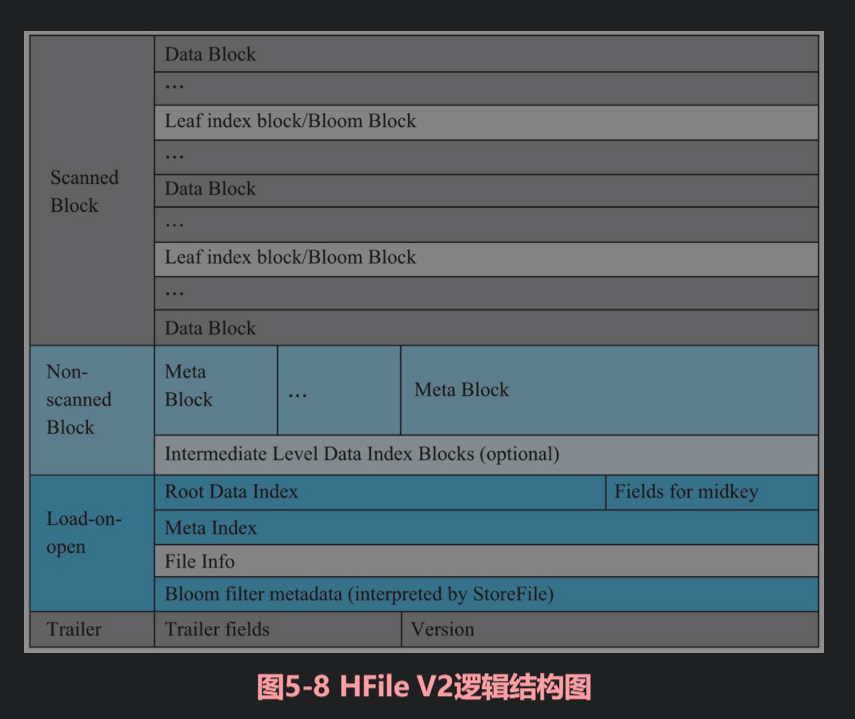 Scanned
Block
Data Block
...
Leaf index block/Bloom Block
...
Data Block
...
Leaf index block/Bloom Block
...
Data Block
Non-
scanned
Block
Meta
Block
...
Meta Block
Intermediate Level Data Index Blocks (optional)
Load-on-
open
Root Data Index
Fields for midkey
Meta Index
File Info
Bloom filter metadata (interpreted by StoreFile)
Trailer
Trailer fields
Version
图5-8 HFile V2逻辑结构图